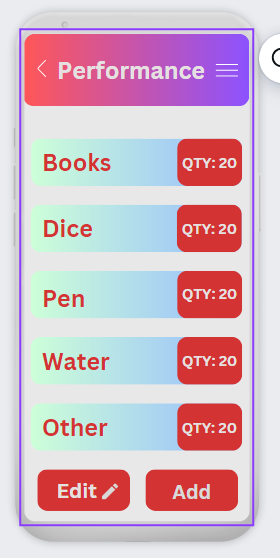 Performance
Books QTY: 20
Dice QTY: 20
Pen QTY: 20
Water QTY: 20
Other QTY: 20
Edit Add